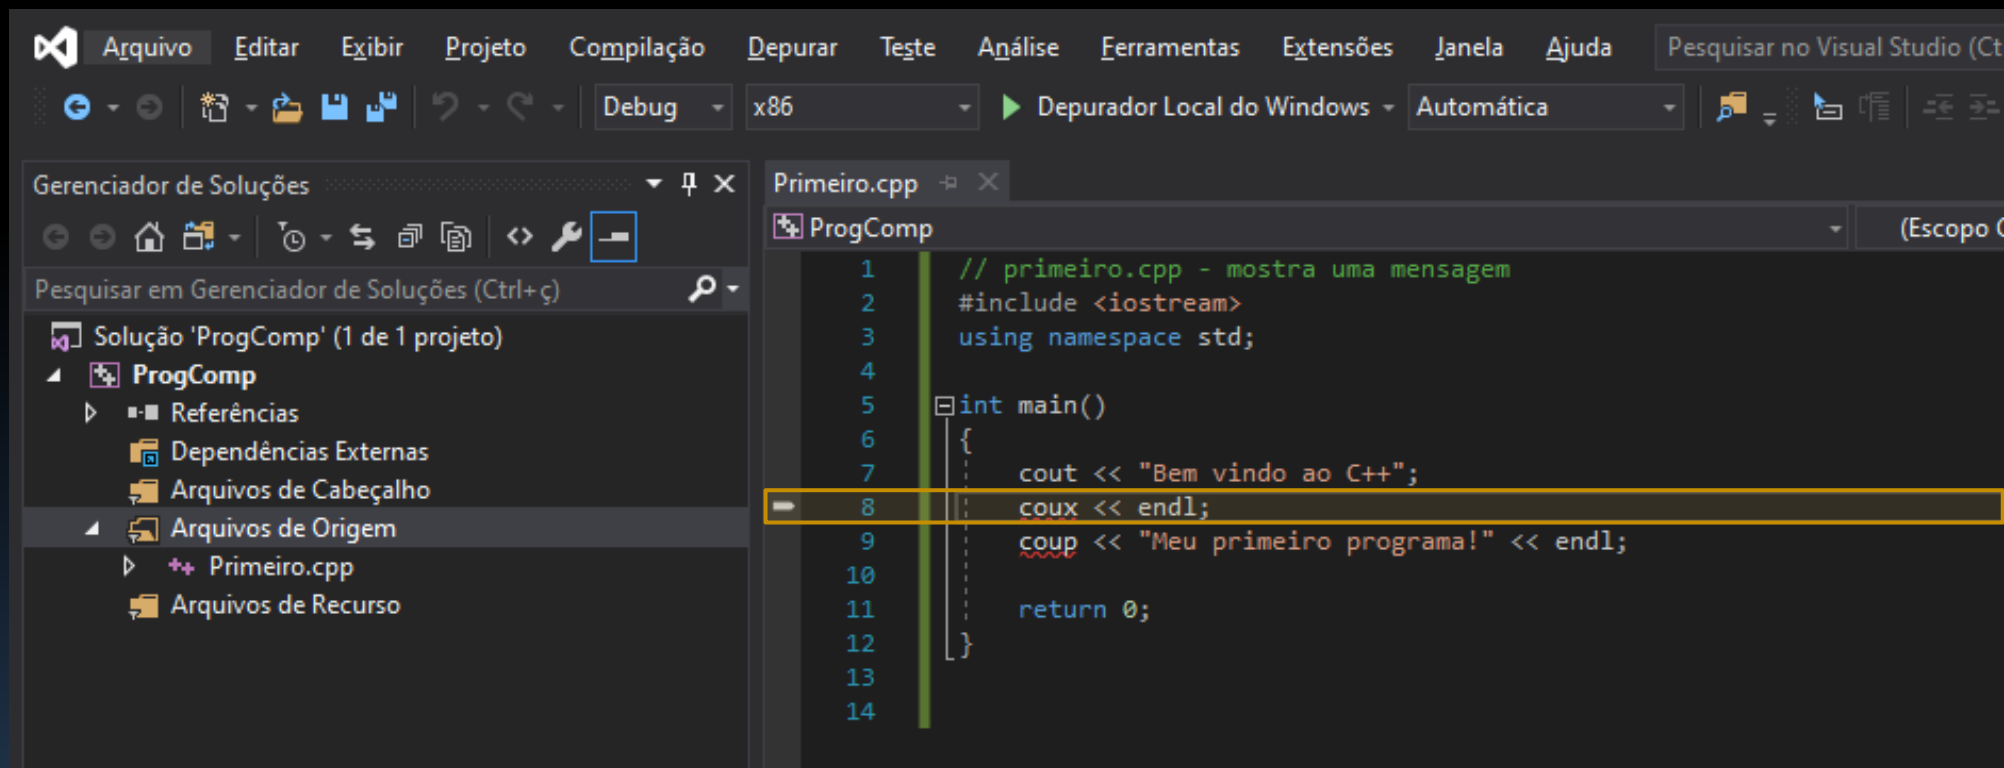 Arquivo Editar Exibir Projeto Compilação Depurar Teste Análise Ferramentas Extensões Janela Ajuda Pesquisar no Visual Studio (Ct
Debug x86 Depurador Local do Windows Automática
Gerenciador de Soluções
Pesquisar em Gerenciador de Soluções (Ctrl+ç)
Solução 'ProgComp' (1 de 1 projeto)
ProgComp
Referências
Dependências Externas
Arquivos de Cabeçalho
Arquivos de Origem
Primeiro.cpp
Arquivos de Recurso
Primeiro.cpp
ProgComp (Escopo
1 // primeiro.cpp - mostra uma mensagem
2 #include <iostream>
3 using namespace std;
4
5 int main()
6 {
7 cout << "Bem vindo ao C++";
8 coux << endl;
9 coup << "Meu primeiro programa!" << endl;
10
11 return 0;
12 }
13
14